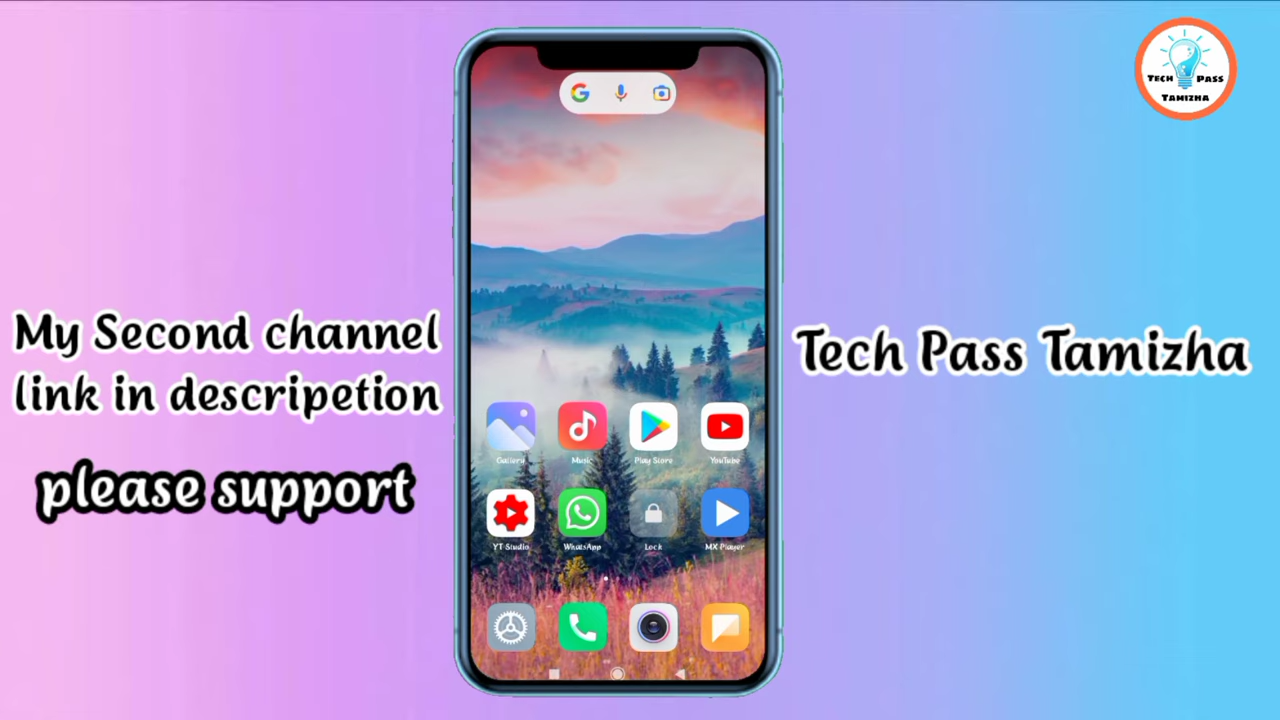 TECH PASS
TAMIZHA
My Second channel
link in descripetion
please support
Tech Pass Tamizha
Gallery
Music
Play Store
YouTube
YT Studio
WhatsApp
Lock
MX Player